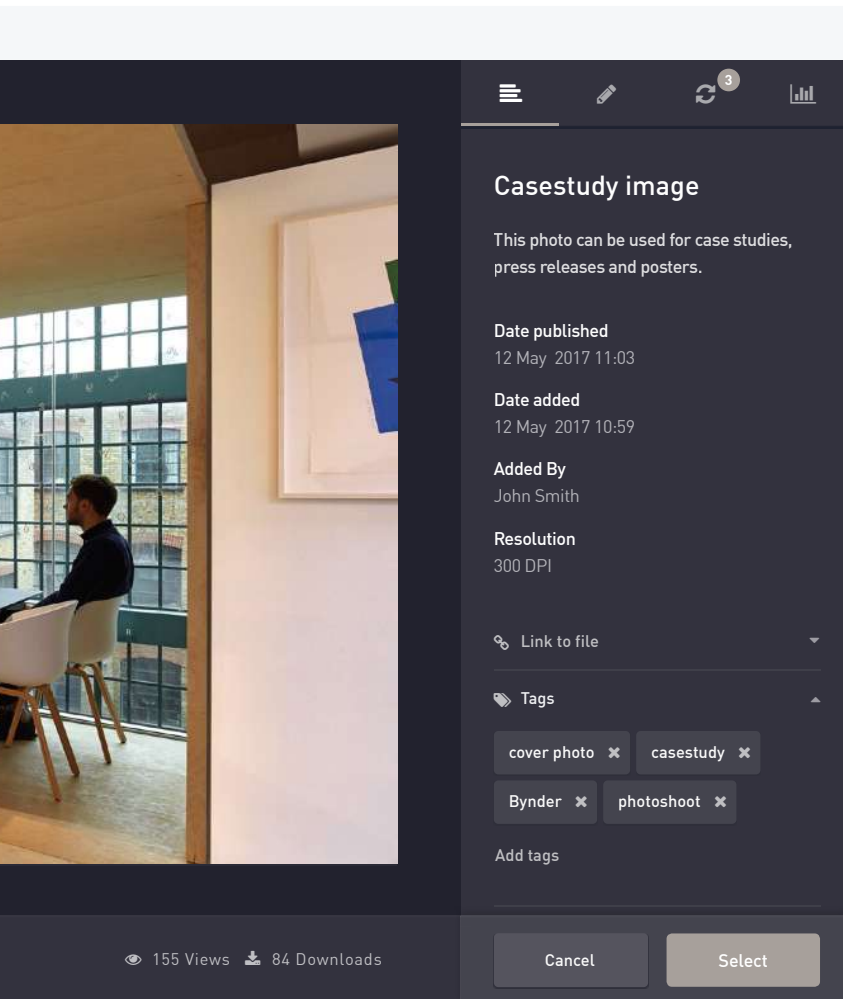 3
Casestudy image
This photo can be used for case studies,
press releases and posters.
Date published
12 May 2017 11:03
Date added
12 May 2017 10:59
Added By
John Smith
Resolution
300 DPI
Link to file
Tags
cover photo
casestudy
Bynder
photoshoot
Add tags
155 Views
84 Downloads
Cancel
Select